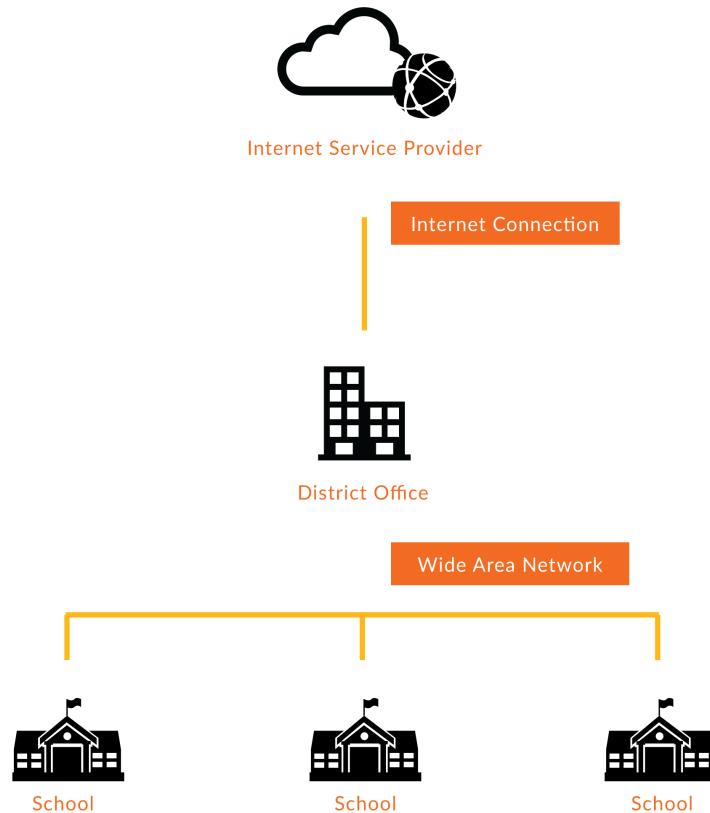 Internet Service Provider
Internet Connection
District Office
Wide Area Network
School
School
School